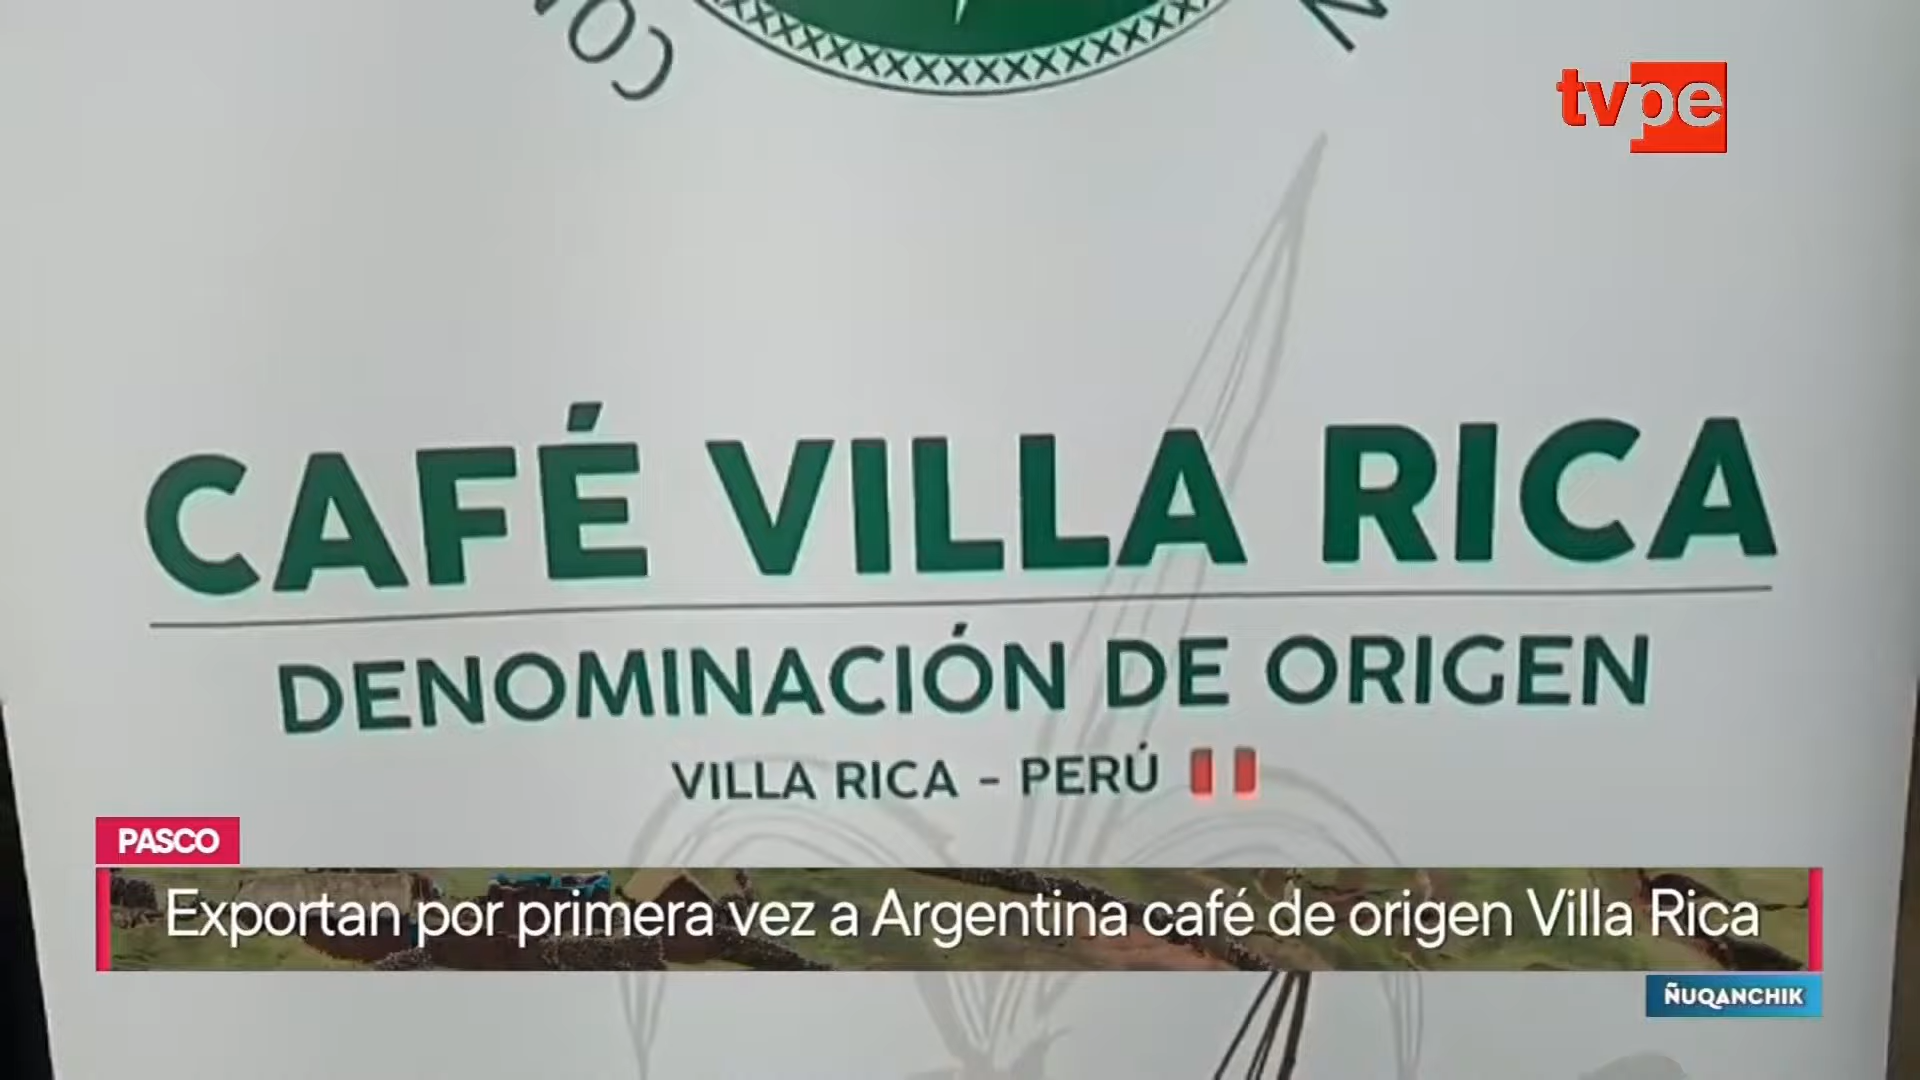 tvpe
CAFÉ VILLA RICA
DENOMINACIÓN DE ORIGEN
VILLA RICA - PERÚ
PASCO
Exportan por primera vez a Argentina café de origen Villa Rica
ÑUQANCHIK